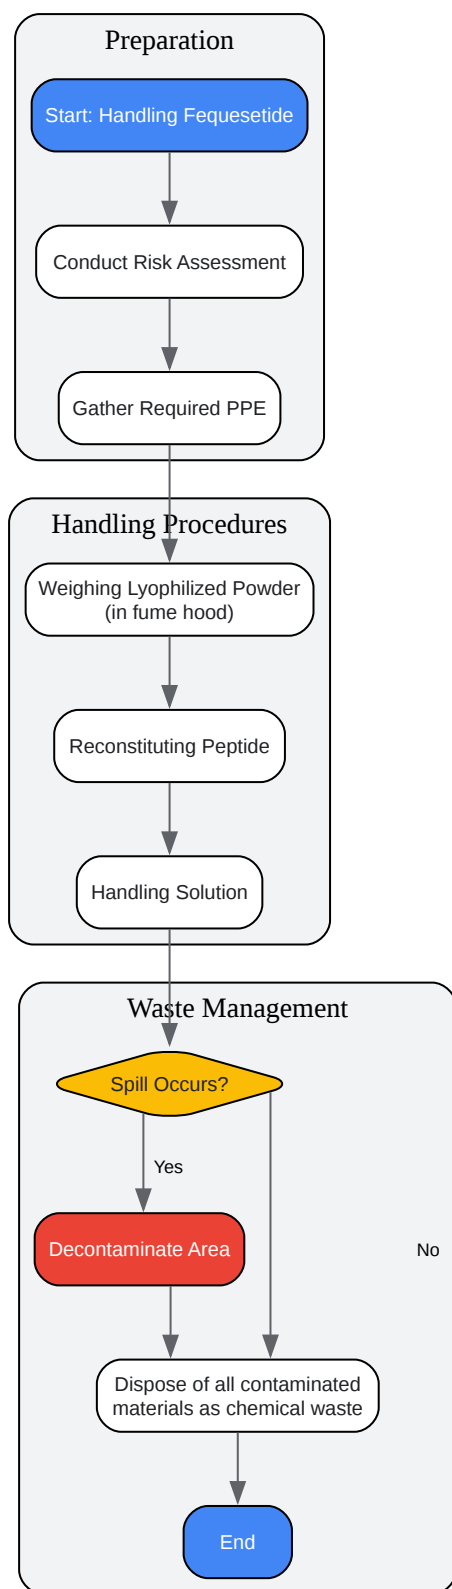 Preparation
Start: Handling Fequesetide
Conduct Risk Assessment
Gather Required PPE
Handling Procedures
Weighing Lyophilized Powder
(in fume hood)
Reconstituting Peptide
Handling Solution
Waste Management
Spill Occurs?
Yes
Decontaminate Area
No
Dispose of all contaminated
materials as chemical waste
End